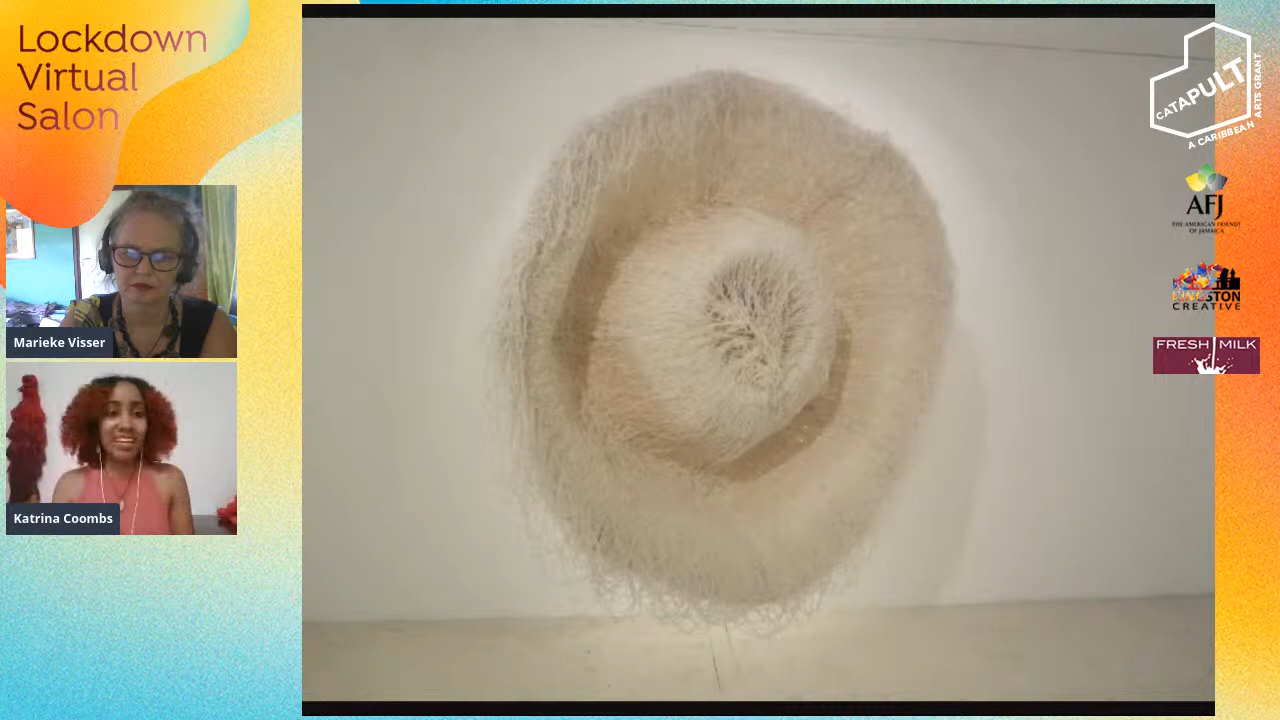 Lockdown
Virtual
Salon
Marieke Visser
Katrina Coombs
CATAPULT
A CARIBBEAN
ARTS GRANT
AFJ
THE AMERICAN FRIENDS
OF JAMAICA
KINGSTON
CREATIVE
FRESH MILK